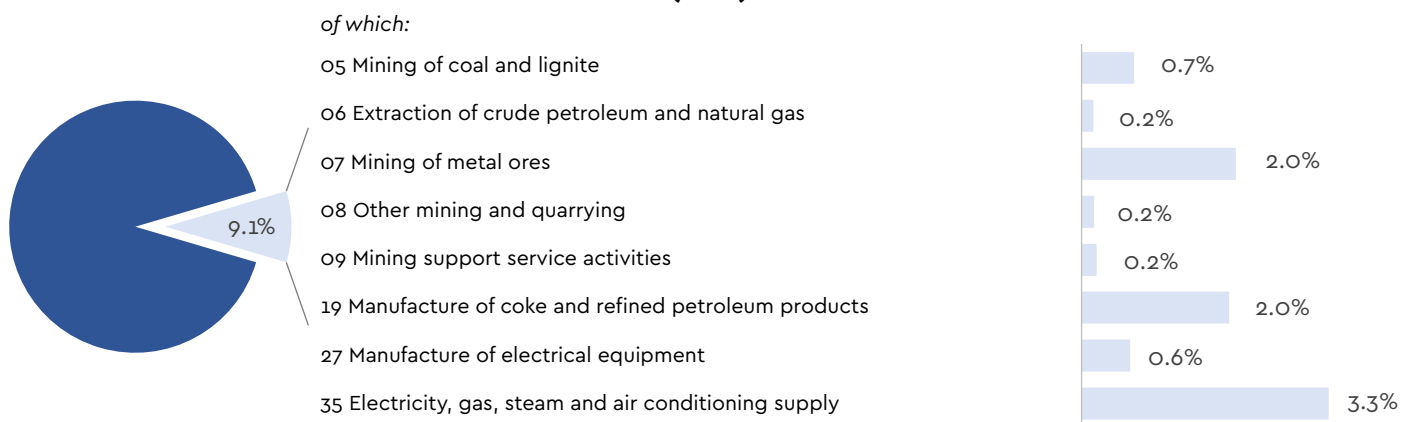 of which:
05 Mining of coal and lignite 0.7%
06 Extraction of crude petroleum and natural gas 0.2%
07 Mining of metal ores 2.0%
08 Other mining and quarrying 0.2%
9.1%
09 Mining support service activities 0.2%
19 Manufacture of coke and refined petroleum products 2.0%
27 Manufacture of electrical equipment 0.6%
35 Electricity, gas, steam and air conditioning supply 3.3%